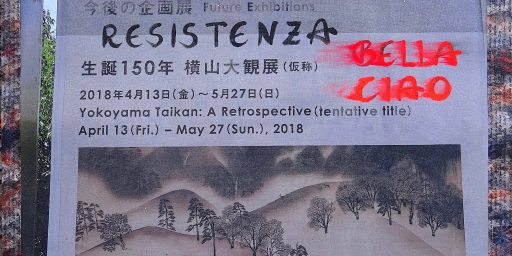 今後の企画展 Future Exhibitions
RESISTENZA
BELLA
CIAO
生誕150年 横山大観展(仮称)
2018年4月13日(金)〜5月27日(日)
Yokoyama Taikan: A Retrospective(tentative title)
April 13(Fri.) – May 27(Sun.), 2018